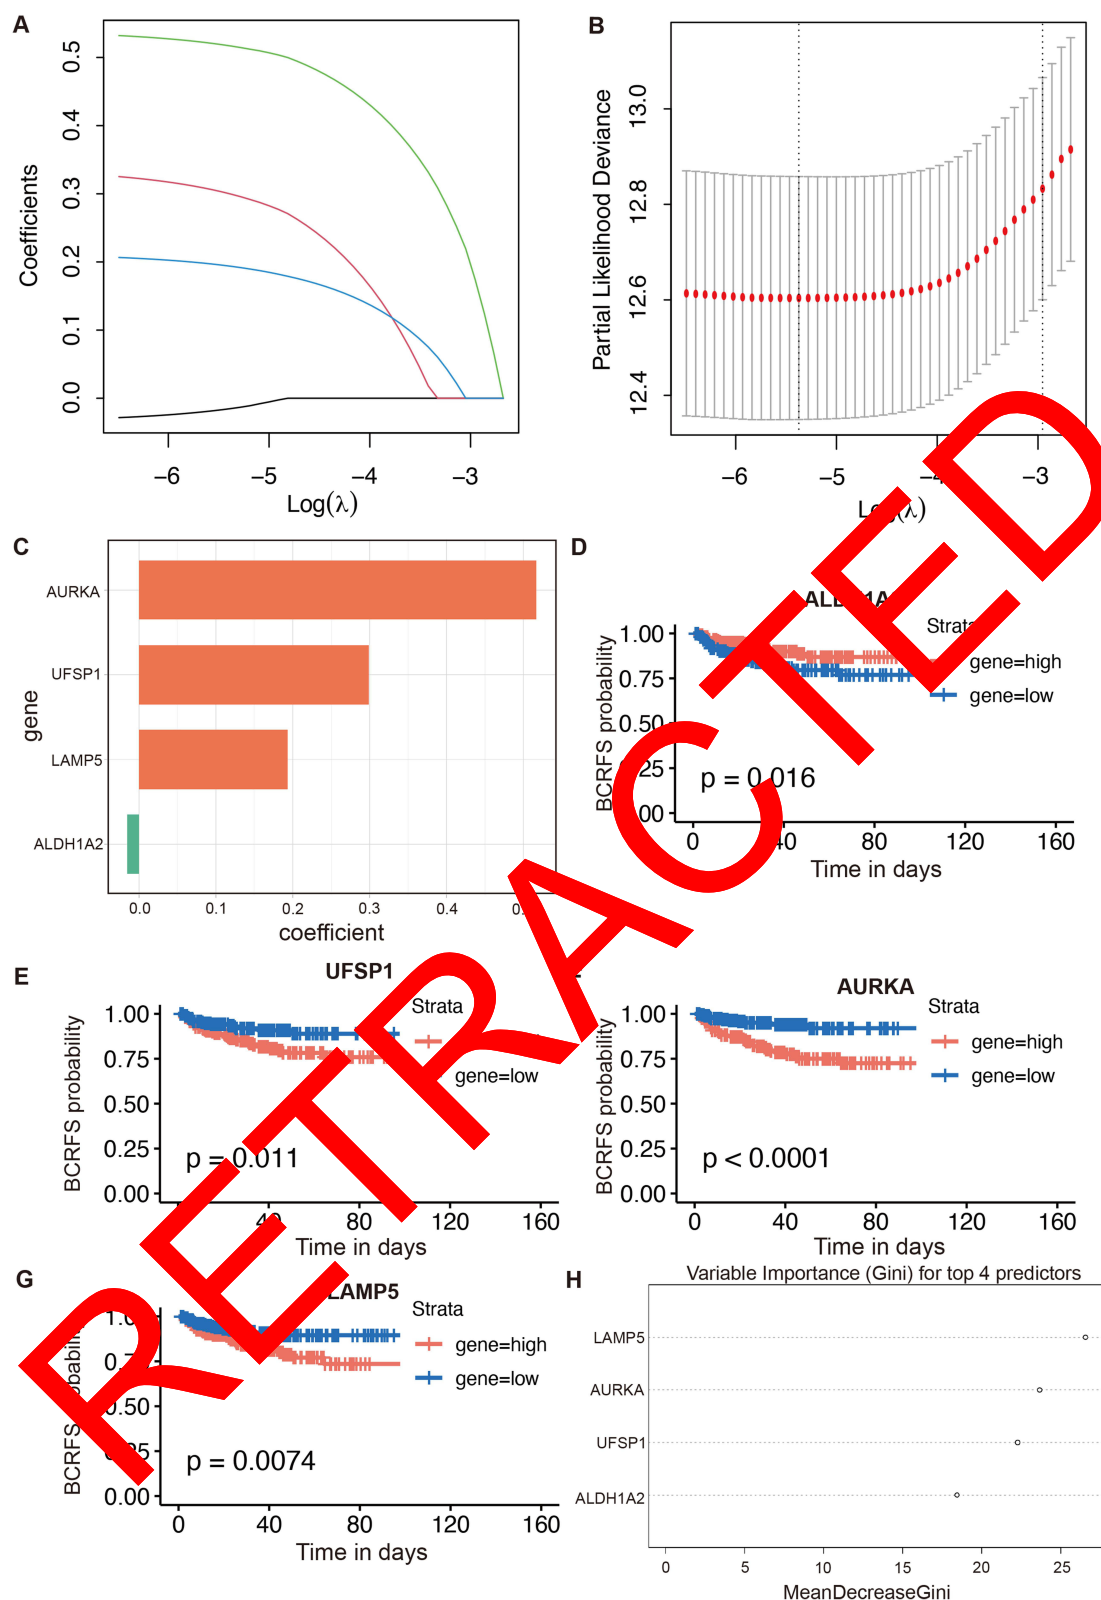 A
0.5
0.4
0.3
0.2
0.1
0.0
Coefficients
−6
−5
−4
−3
Log(λ)
B
13.0
12.8
12.6
12.4
Partial Likelihood Deviance
−6
−5
−3
(λ)
C
AURKA
UFSP1
LAMP5
ALDH1A2
gene
0.0
0.1
0.2
0.3
0.4
coefficient
D
Strata
gene=high
gene=low
1.00
0.75
0.50
BCRFS probability
p = 0.016
0
80
120
160
Time in days
E
UFSP1
Strata
gene=low
1.00
0.75
0.50
0.25
0.00
BCRFS probability
p = 0.011
40
80
120
160
Time in days
AURKA
Strata
gene=high
gene=low
1.00
0.75
0.50
0.25
0.00
BCRFS probability
p < 0.0001
0
40
80
120
160
Time in days
G
LAMP5
Strata
gene=high
gene=low
0.00
p = 0.0074
0
40
80
120
160
Time in days
H
Variable Importance (Gini) for top 4 predictors
LAMP5
AURKA
UFSP1
ALDH1A2
0
5
10
15
20
25
MeanDecreaseGini
RETRACTED